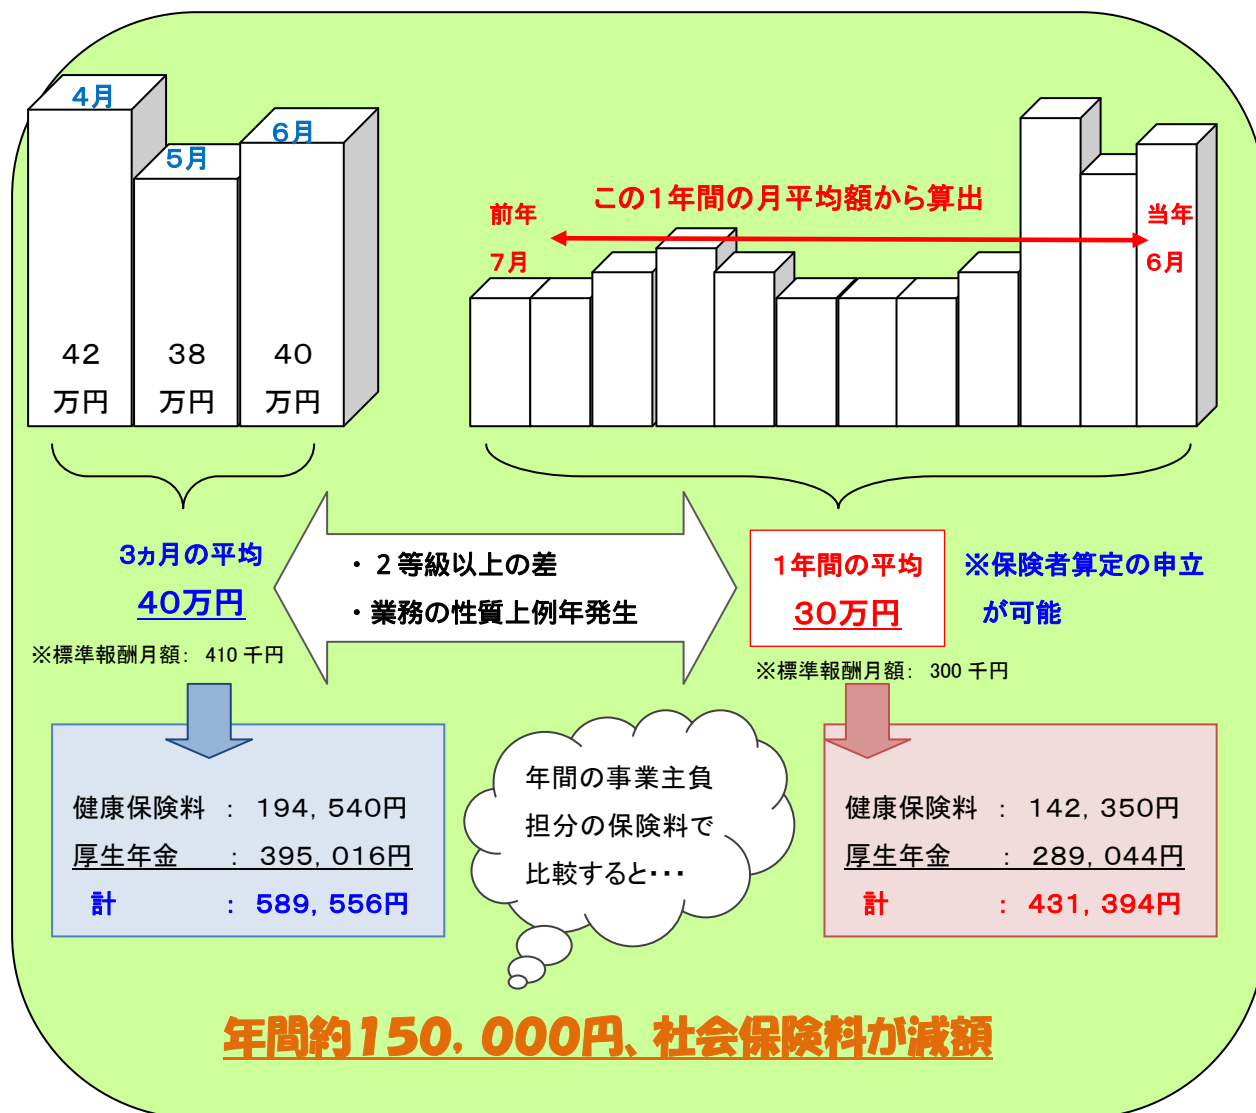 4月
5月
6月
42
万円
38
万円
40
万円
この1年間の月平均額から算出
前年
7月
当年
6月
3ヵ月の平均
40万円
※標準報酬月額: 410 千円
・ 2 等級以上の差
・業務の性質上例年発生
1年間の平均
30万円
※保険者算定の申立
が可能
※標準報酬月額: 300 千円
健康保険料 : 194,540円
厚生年金 : 395,016円
計 : 589,556円
年間の事業主負
担分の保険料で
比較すると・・・
健康保険料 : 142,350円
厚生年金 : 289,044円
計 : 431,394円
年間約150,000円、社会保険料が減額